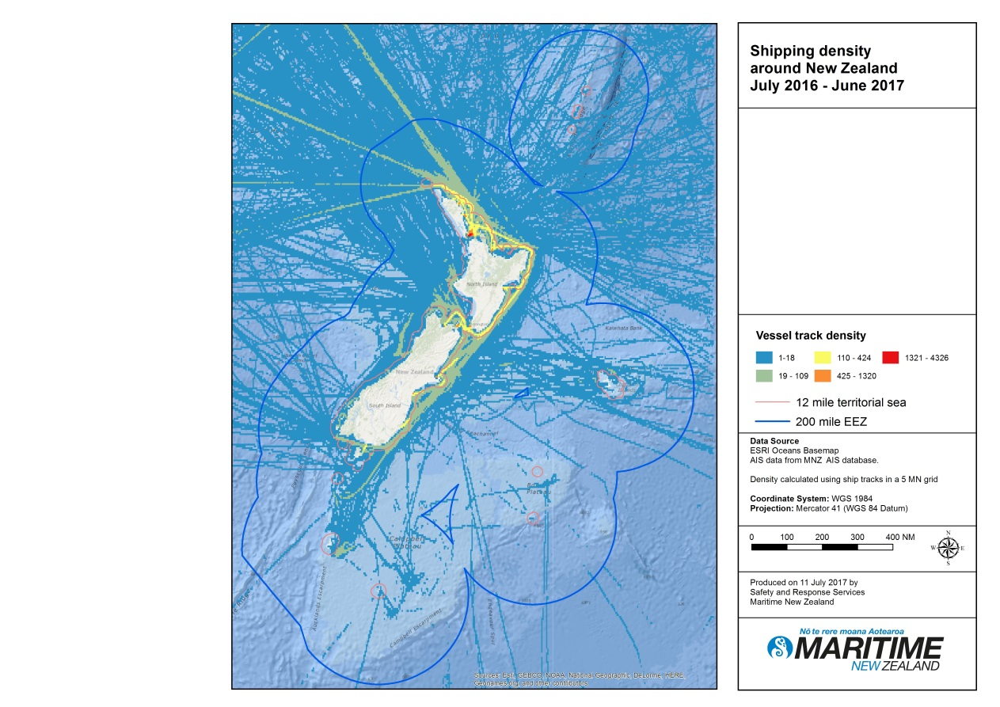 Shipping density
around New Zealand
July 2016 - June 2017
Vessel track density
1-18
110 - 424
1321 - 4326
19 - 109
425 - 1320
12 mile territorial sea
200 mile EEZ
Data Source
ESRI Oceans Basemap
AIS data from MNZ AIS database.
Density calculated using ship tracks in a 5 MN grid
Coordinate System: WGS 1984
Projection: Mercator 41 (WGS 84 Datum)
0 100 200 300 400 NM
N
W E
S
Produced on 11 July 2017 by
Safety and Response Services
Maritime New Zealand
Nō te rere moana Aotearoa
MARITIME
NEW ZEALAND
North Island
Kaiwhata Bank
New Zealand
South Island
Plateau
Campbell
Plateau
Aucklands Escarpment
Campbell Escarpment
Endeavour Spur
Sources: Esri, GEBCO, NOAA, National Geographic, DeLorme, HERE,
Geonames.org, and other contributors